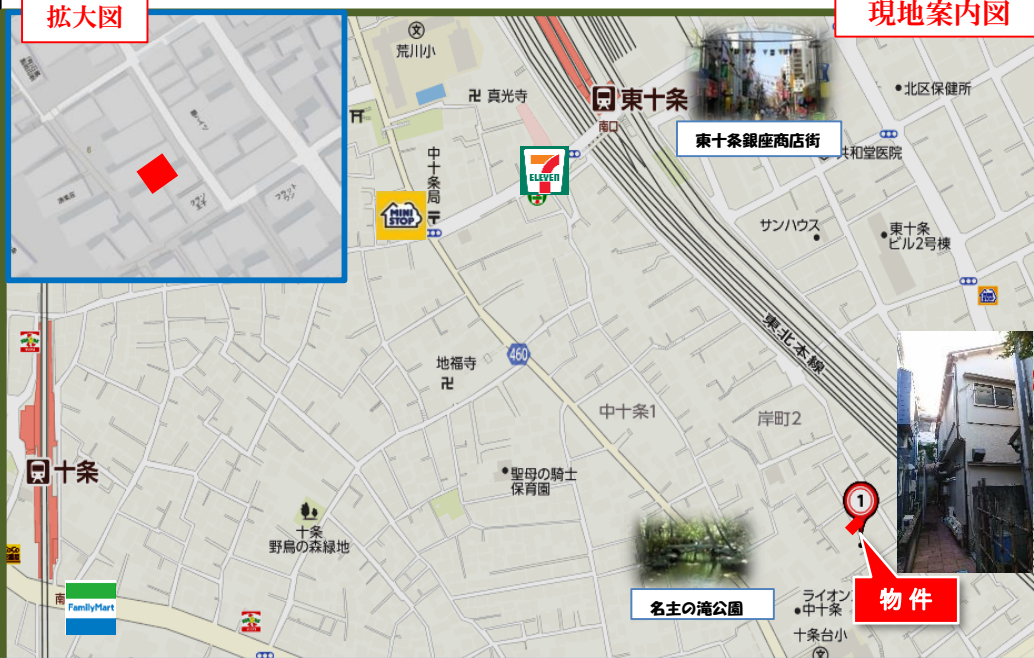 拡大図
現地案内図
荒川小
卍 真光寺
東十条
南口
東十条銀座商店街
北区保健所
共和堂医院
中十条局
〒
ELEVEN
MINI
STOP
サンハウス
東十条
ビル2号棟
東北本線
460
地福寺
卍
中十条1
岸町2
十条
聖母の騎士
保育園
十条
野鳥の森緑地
1
物件
ライオン
中十条
名主の滝公園
十条台小
文
南
FamilyMart